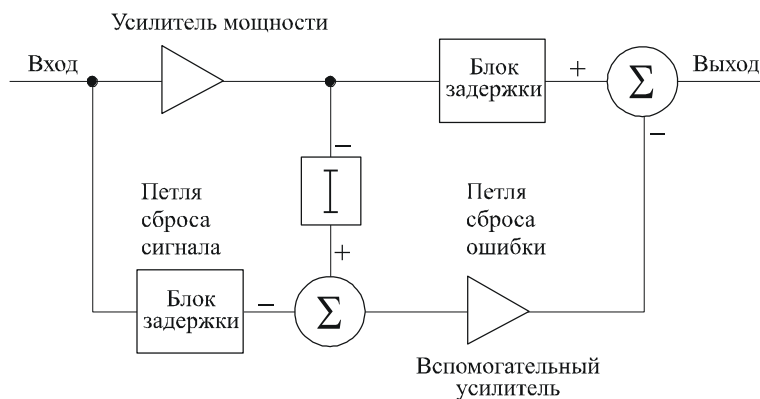 Усилитель мощности
Вход
Блок
задержки
+
Σ
Выход
−
−
Петля
сброса
сигнала
Петля
сброса
ошибки
+
Блок
задержки
−
Σ
Вспомогательный
усилитель